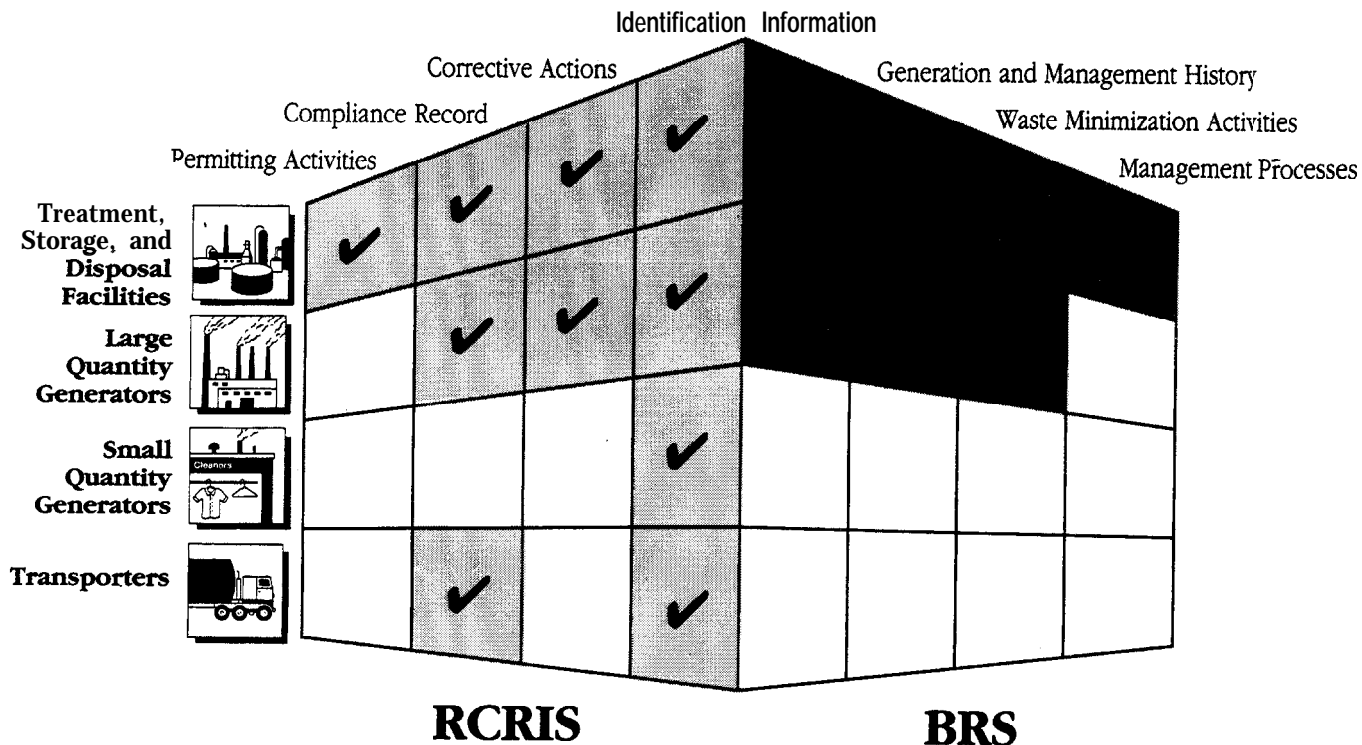 Identification Information
Corrective Actions
Generation and Management History
Compliance Record
Waste Minimization Activities
Permitting Activities
Management Processes
Treatment,
Storage, and
Disposal
Facilities
Large
Quantity
Generators
Small
Quantity
Generators
Cleaners
Transporters
RCRIS
BRS